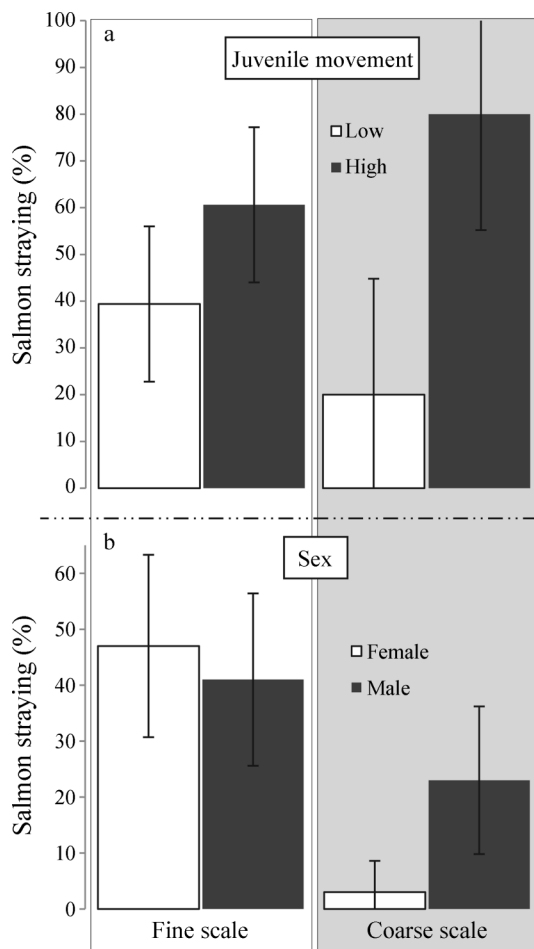 a
Juvenile movement
Salmon straying (%)
100
90
80
70
60
50
40
30
20
10
0
Low
High
b
Sex
Salmon straying (%)
60
50
40
30
20
10
0
Female
Male
Fine scale
Coarse scale